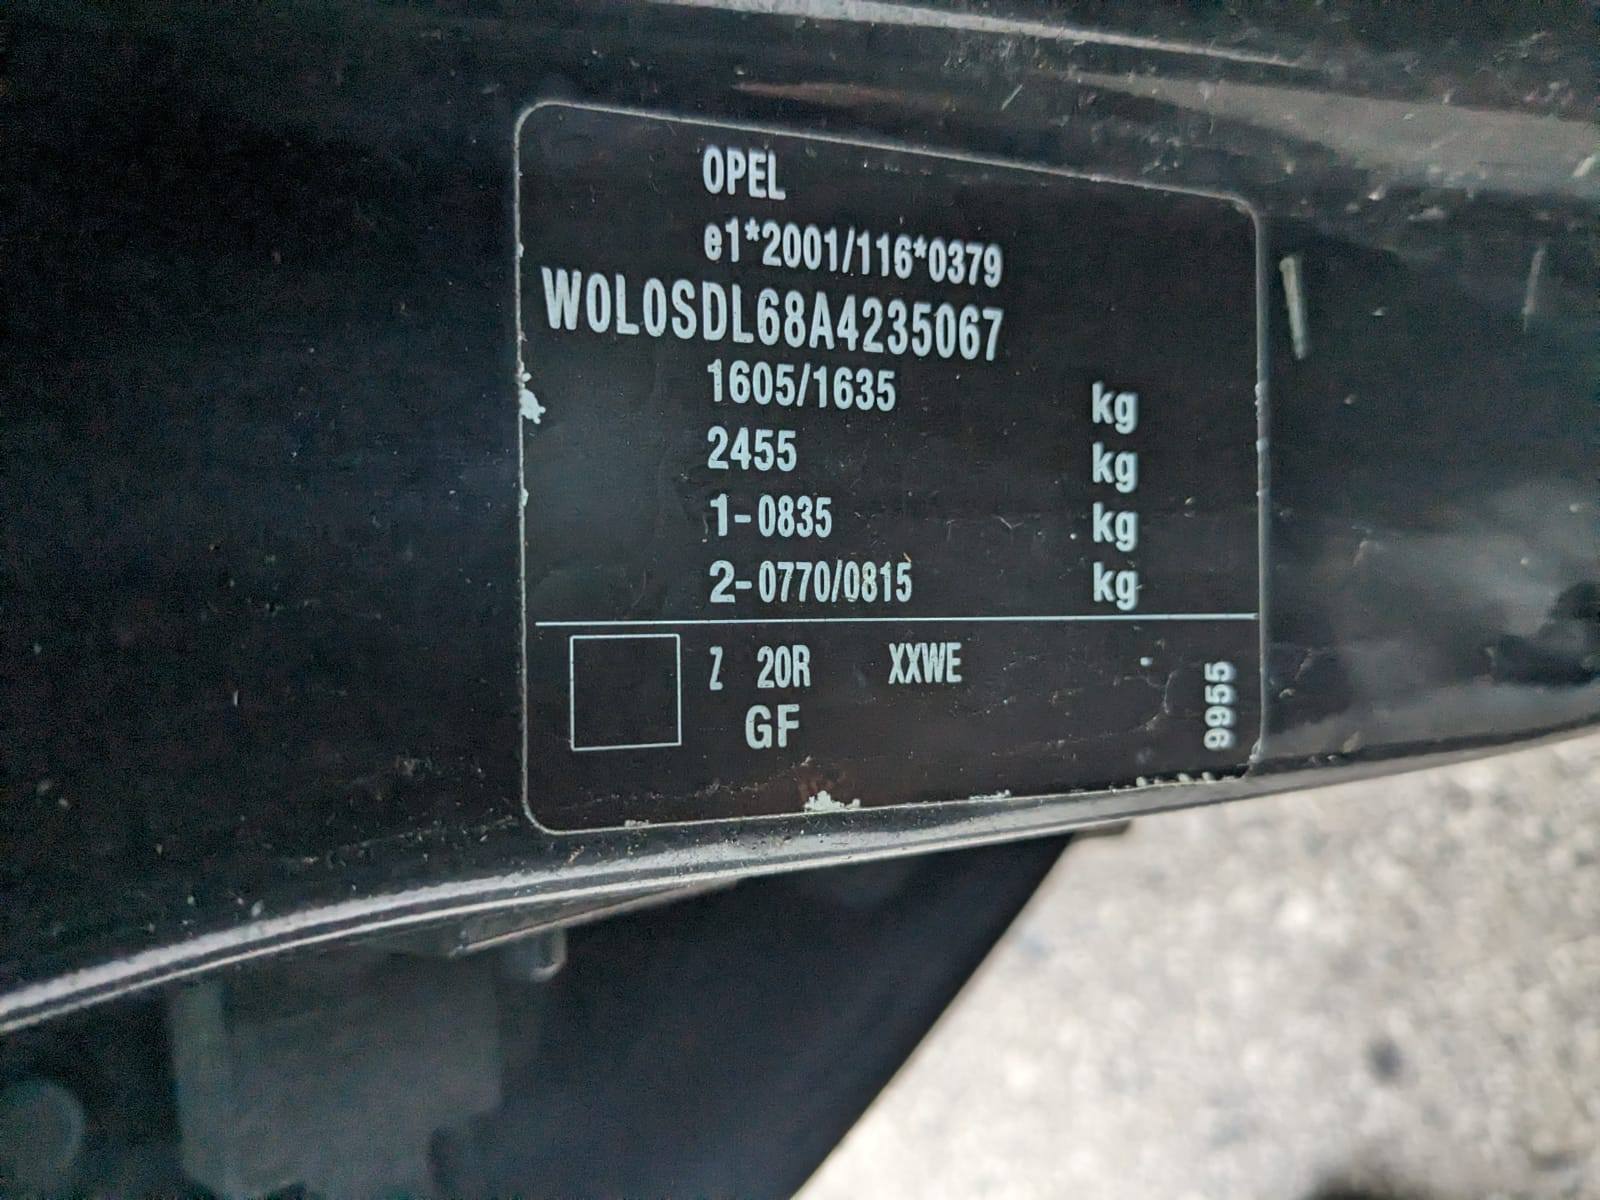 OPEL
e1*2001/116*0379
W0L0SDL68A4235067
1605/1635 kg
2455 kg
1-0835 kg
2-0770/0815 kg
Z 20R XXWE
GF
9955